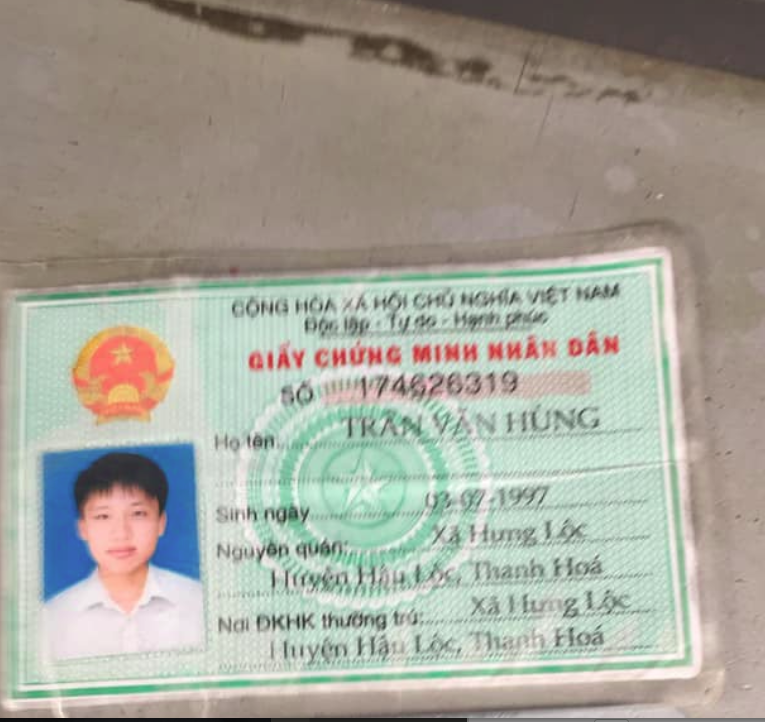 CỘNG HÒA XÃ HỘI CHỦ NGHĨA VIỆT NAM
Độc lập - Tự do - Hạnh phúc
GIẤY CHỨNG MINH NHÂN DÂN
SỐ 174626319
Họ tên TRẦN VĂN HÙNG
Sinh ngày 03-07-1997
Nguyên quán: Xã Hưng Lộc
Huyện Hậu Lộc, Thanh Hoá
Nơi ĐKHK thường trú: Xã Hưng Lộc
Huyện Hậu Lộc, Thanh Hoá